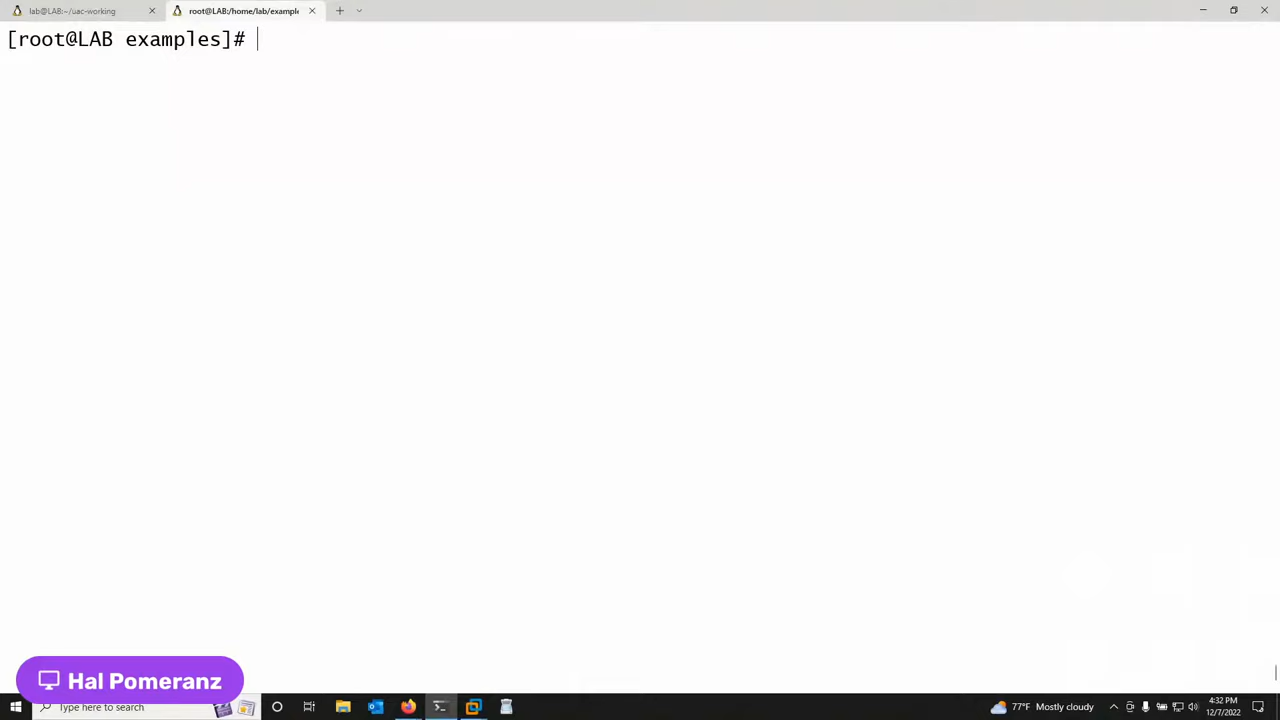 lab@LAB:~/uac-working
root@LAB:/home/lab/example
[root@LAB examples]#
Hal Pomeranz
Type here to search
77°F Mostly cloudy
4:32 PM
12/7/2022